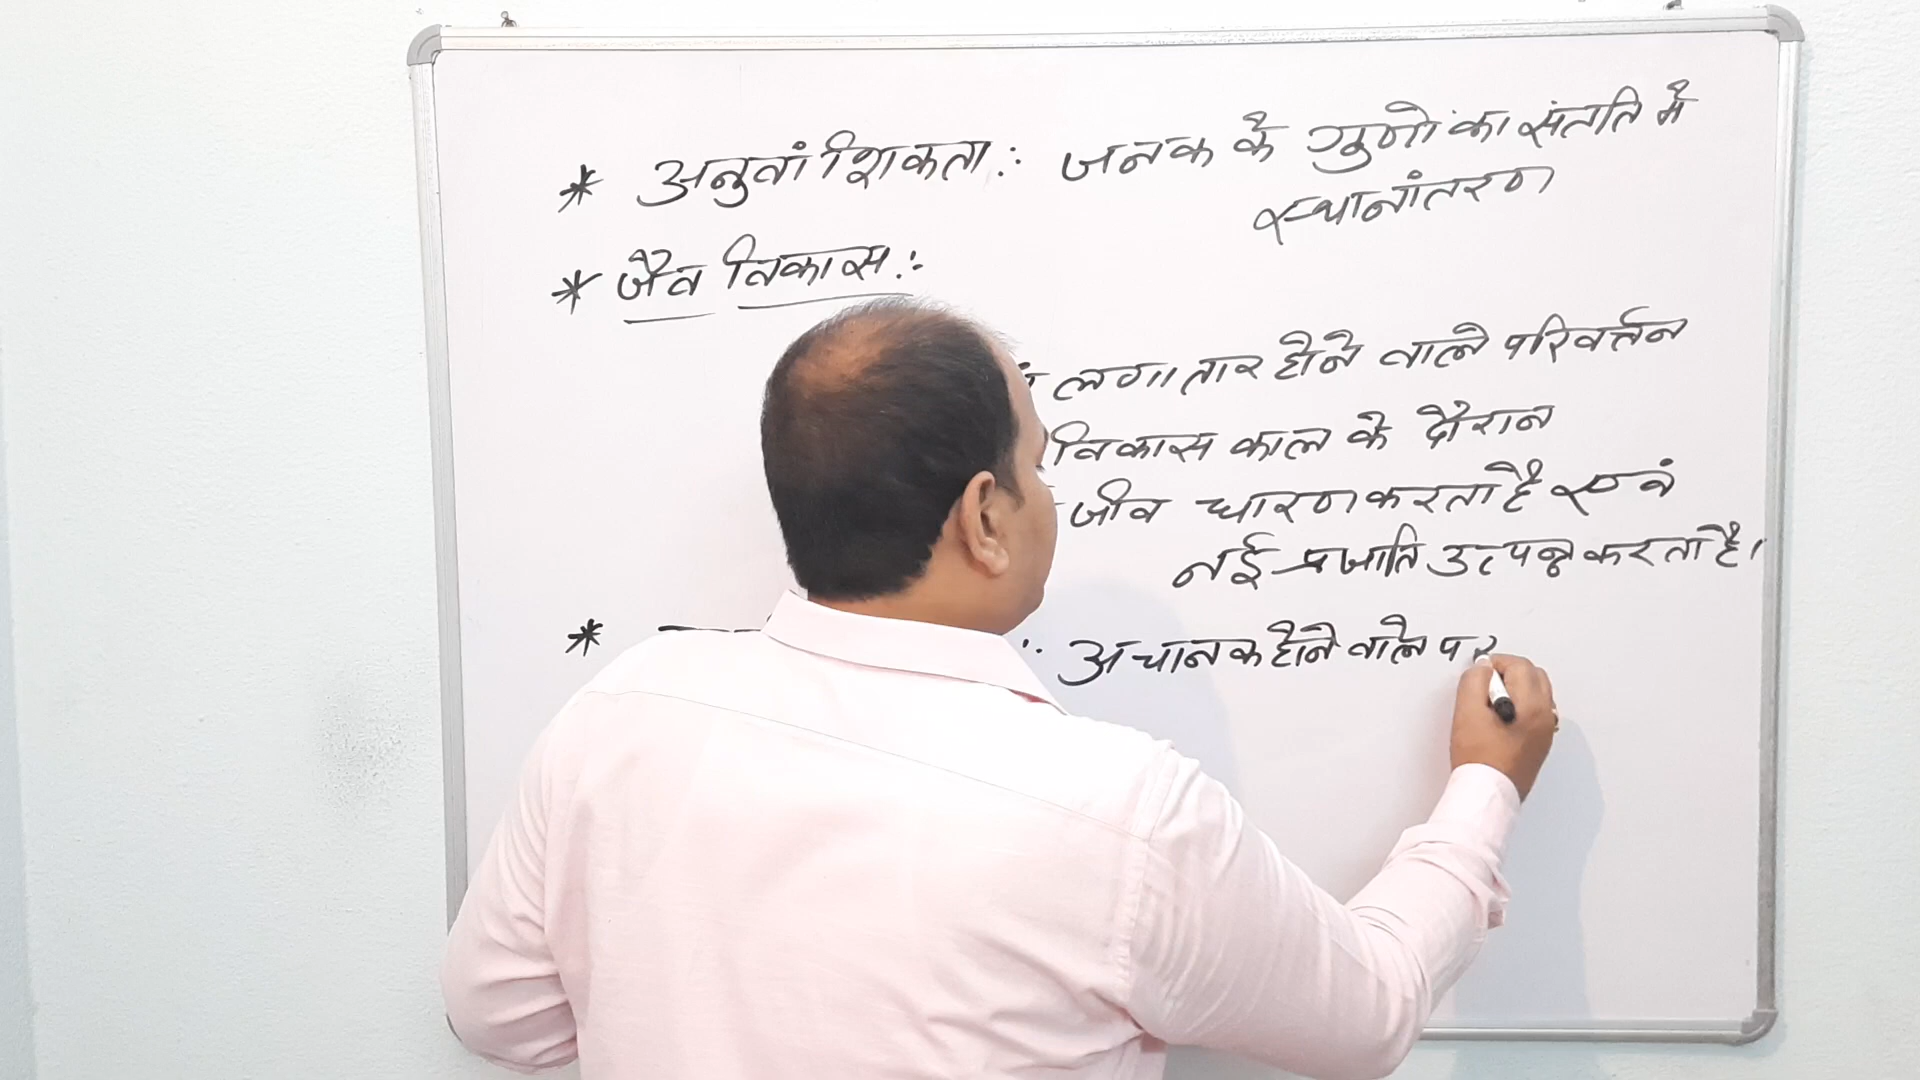 * अनुवांशिकता :- जनक के गुणों का संतति में
स्थानांतरण
* जैव विकास :-
लगातार होने वाले परिवर्तन
विकास काल के दौरान
जीव धारण करता है एवं
नई प्रजाति उत्पन्न करता है।
* अचानक होने वाले पर